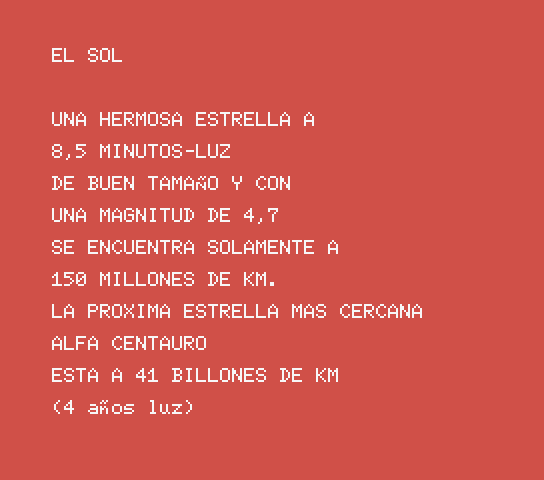 EL SOL
UNA HERMOSA ESTRELLA A
8,5 MINUTOS-LUZ
DE BUEN TAMAñO Y CON
UNA MAGNITUD DE 4,7
SE ENCUENTRA SOLAMENTE A
150 MILLONES DE KM.
LA PROXIMA ESTRELLA MAS CERCANA
ALFA CENTAURO
ESTA A 41 BILLONES DE KM
(4 años luz)